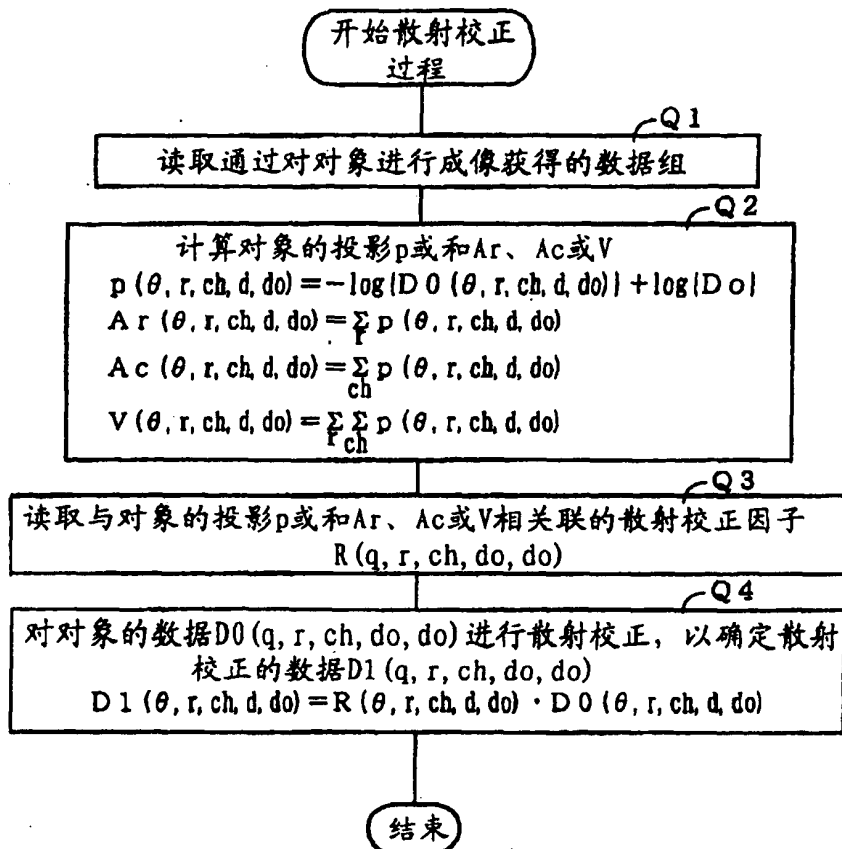 开始散射校正
过程
Q1
读取通过对对象进行成像获得的数据组
Q2
计算对象的投影p或和Ar、Ac或V
p(θ, r, ch, d, do)=-log{D0(θ, r, ch, d, do)}+log{Do}
Ar(θ, r, ch, d, do)=Σ p(θ, r, ch, d, do)
r
Ac(θ, r, ch, d, do)=Σ p(θ, r, ch, d, do)
ch
V(θ, r, ch, d, do)=Σ Σ p(θ, r, ch, d, do)
r ch
Q3
读取与对象的投影p或和Ar、Ac或V相关联的散射校正因子
R(q, r, ch, do, do)
Q4
对对象的数据D0(q, r, ch, do, do)进行散射校正，以确定散射
校正的数据D1(q, r, ch, do, do)
D1(θ, r, ch, d, do)=R(θ, r, ch, d, do)·D0(θ, r, ch, d, do)
结束